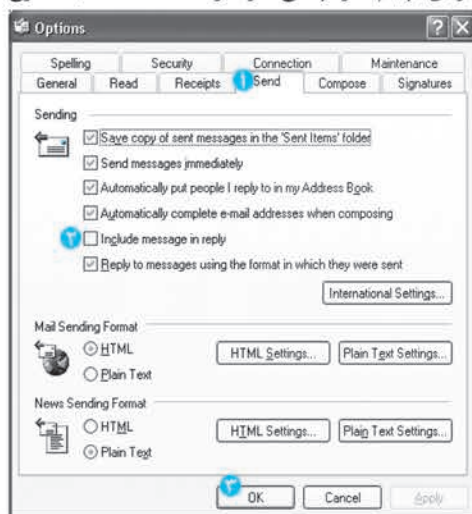 Options
Spelling Security Connection Maintenance
General Read Receipts ۱ Send Compose Signatures
Sending
Save copy of sent messages in the 'Sent Items' folder
Send messages immediately
Automatically put people I reply to in my Address Book
Automatically complete e-mail addresses when composing
۲ Include message in reply
Reply to messages using the format in which they were sent
International Settings...
Mail Sending Format
HTML HTML Settings... Plain Text Settings...
Plain Text
News Sending Format
HTML HTML Settings... Plain Text Settings...
Plain Text
۳ OK Cancel Apply